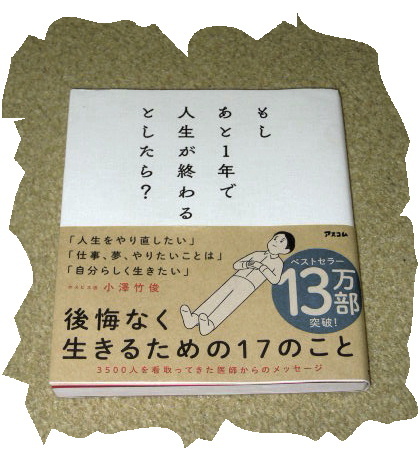 もし
あと1年で
人生が終わる
としたら？
アスコム
「人生をやり直したい」
「仕事、夢、やりたいことは」
「自分らしく生きたい」
ホスピス医 小澤竹俊
ベストセラー
13万部
突破！
後悔なく
生きるための17のこと
3500人を看取ってきた医師からのメッセージ